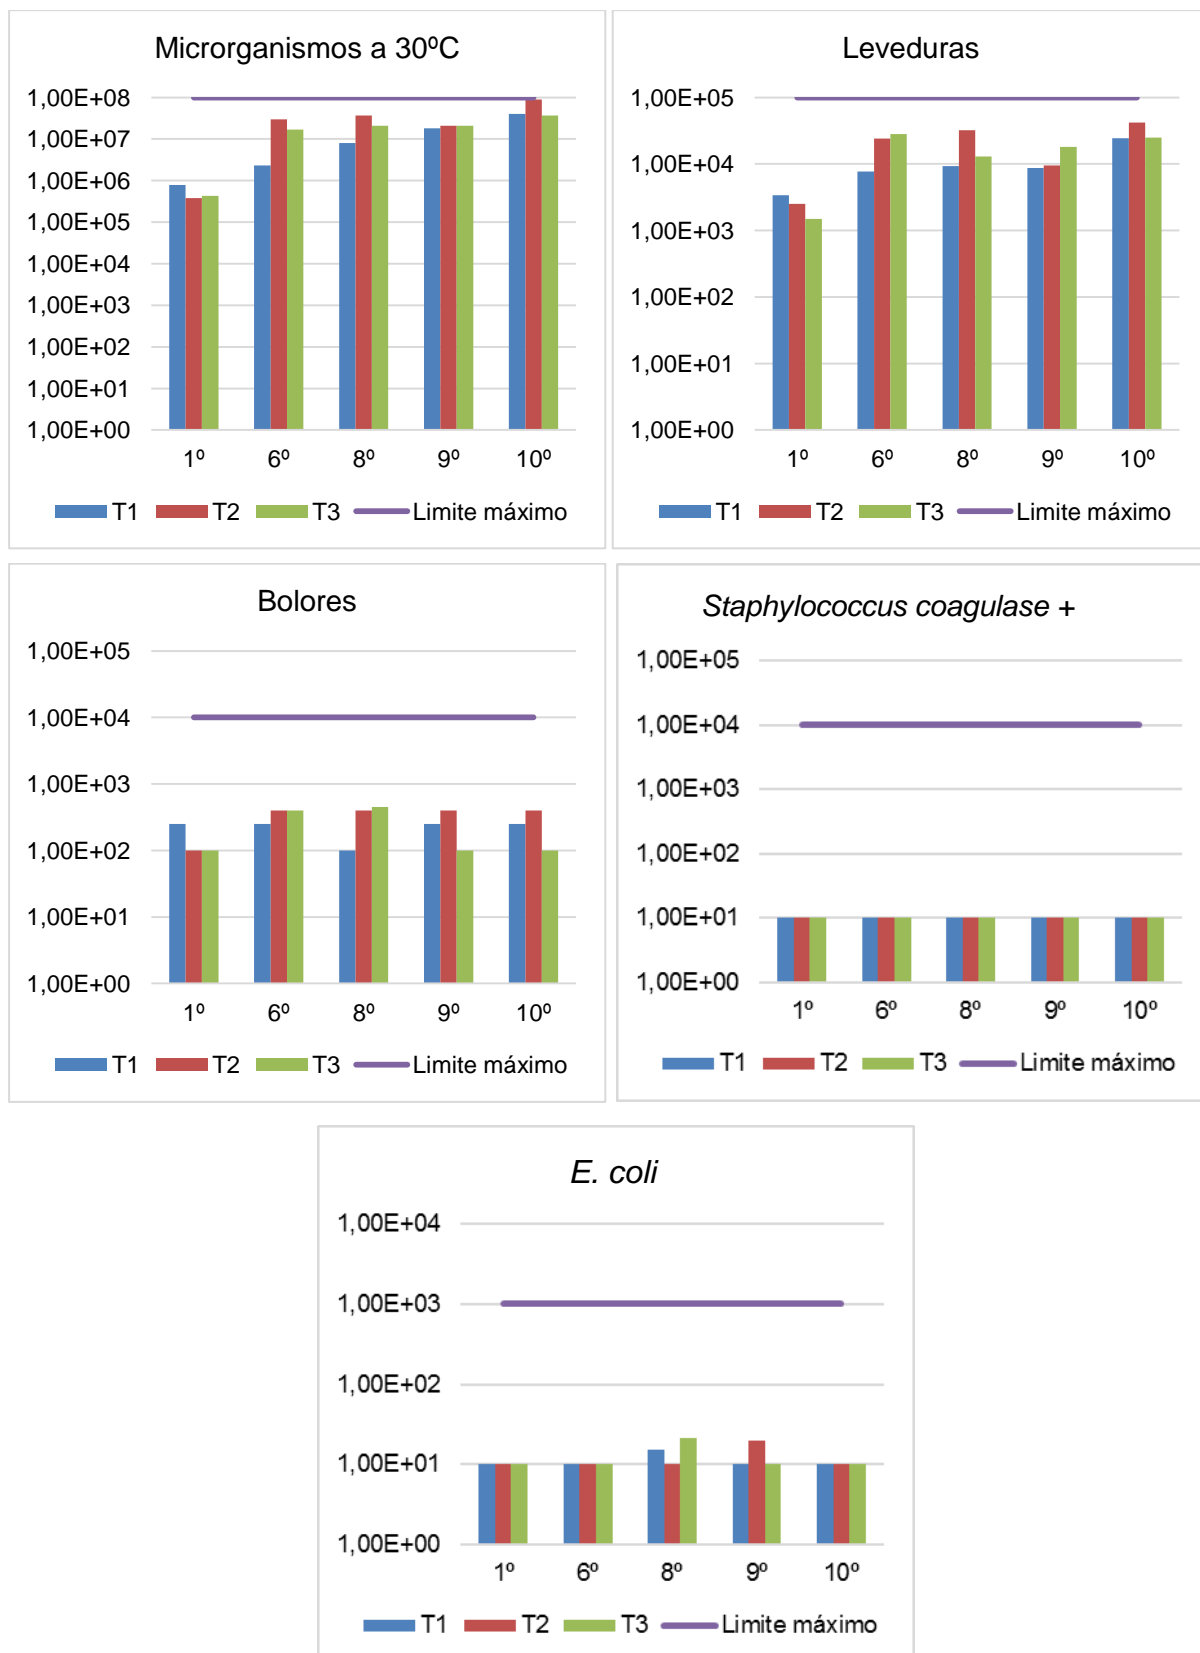 Microrganismos a 30ºC
1,00E+08
1,00E+07
1,00E+06
1,00E+05
1,00E+04
1,00E+03
1,00E+02
1,00E+01
1,00E+00
1º 6º 8º 9º 10º
T1 T2 T3 Limite máximo
Leveduras
1,00E+05
1,00E+04
1,00E+03
1,00E+02
1,00E+01
1,00E+00
1º 6º 8º 9º 10º
T1 T2 T3 Limite máximo
Bolores
1,00E+05
1,00E+04
1,00E+03
1,00E+02
1,00E+01
1,00E+00
1º 6º 8º 9º 10º
T1 T2 T3 Limite máximo
Staphylococcus coagulase +
1,00E+05
1,00E+04
1,00E+03
1,00E+02
1,00E+01
1,00E+00
1º 6º 8º 9º 10º
T1 T2 T3 Limite máximo
E. coli
1,00E+04
1,00E+03
1,00E+02
1,00E+01
1,00E+00
1º 6º 8º 9º 10º
T1 T2 T3 Limite máximo